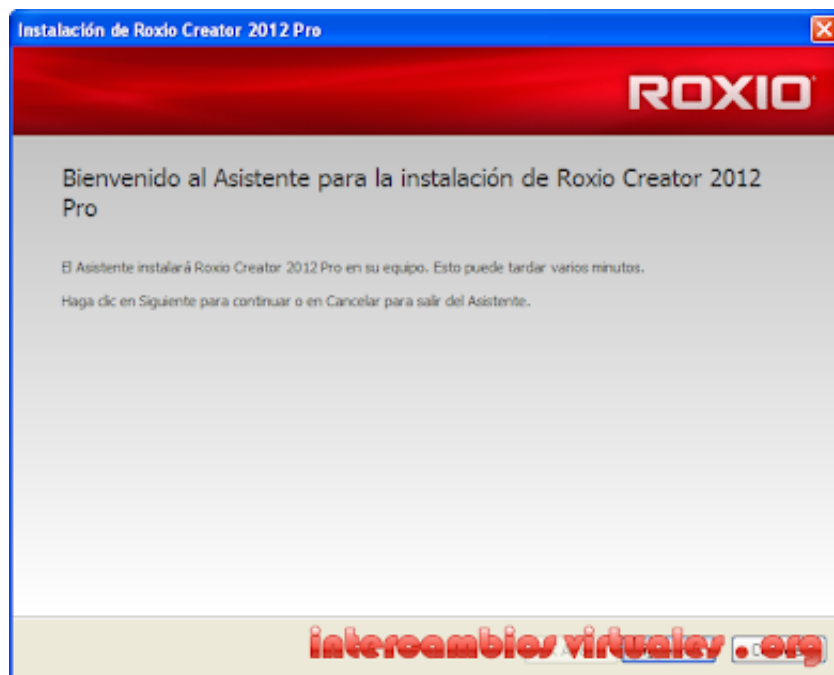 Instalación de Roxio Creator 2012 Pro
ROXIO
Bienvenido al Asistente para la instalación de Roxio Creator 2012
Pro
El Asistente instalará Roxio Creator 2012 Pro en su equipo. Esto puede tardar varios minutos.
Haga clic en Siguiente para continuar o en Cancelar para salir del Asistente.
intercambios virtuales . org